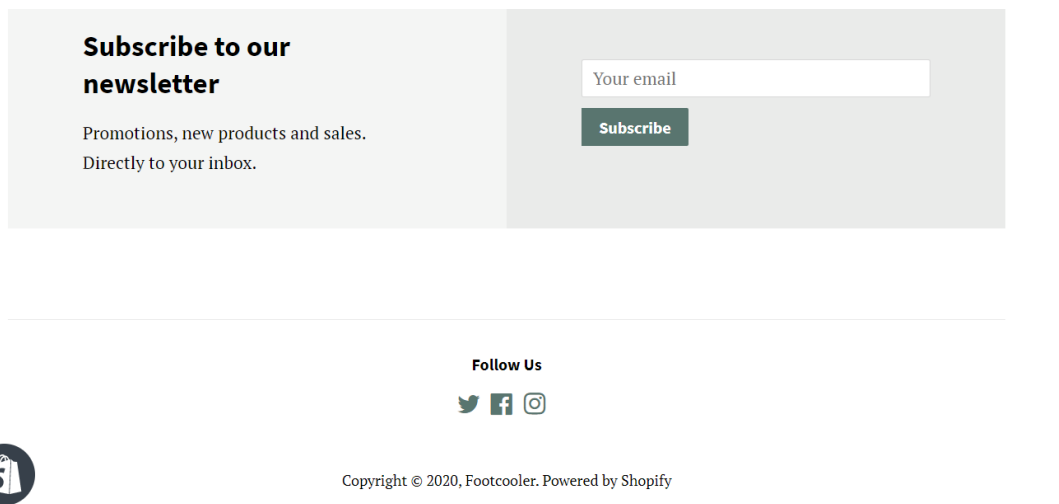 Subscribe to our
newsletter
Promotions, new products and sales.
Directly to your inbox.
Your email
Subscribe
Follow Us
Copyright © 2020, Footcooler. Powered by Shopify